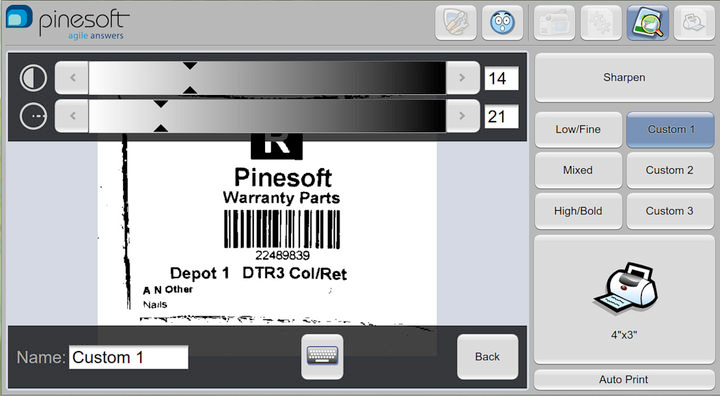 pinesoft
agile answers
14
21
Sharpen
Low/Fine
Custom 1
Mixed
Custom 2
High/Bold
Custom 3
R
Pinesoft
Warranty Parts
22489839
Depot 1 DTR3 Col/Ret
A N Other
Nails
4"x3"
Name: Custom 1
Back
Auto Print